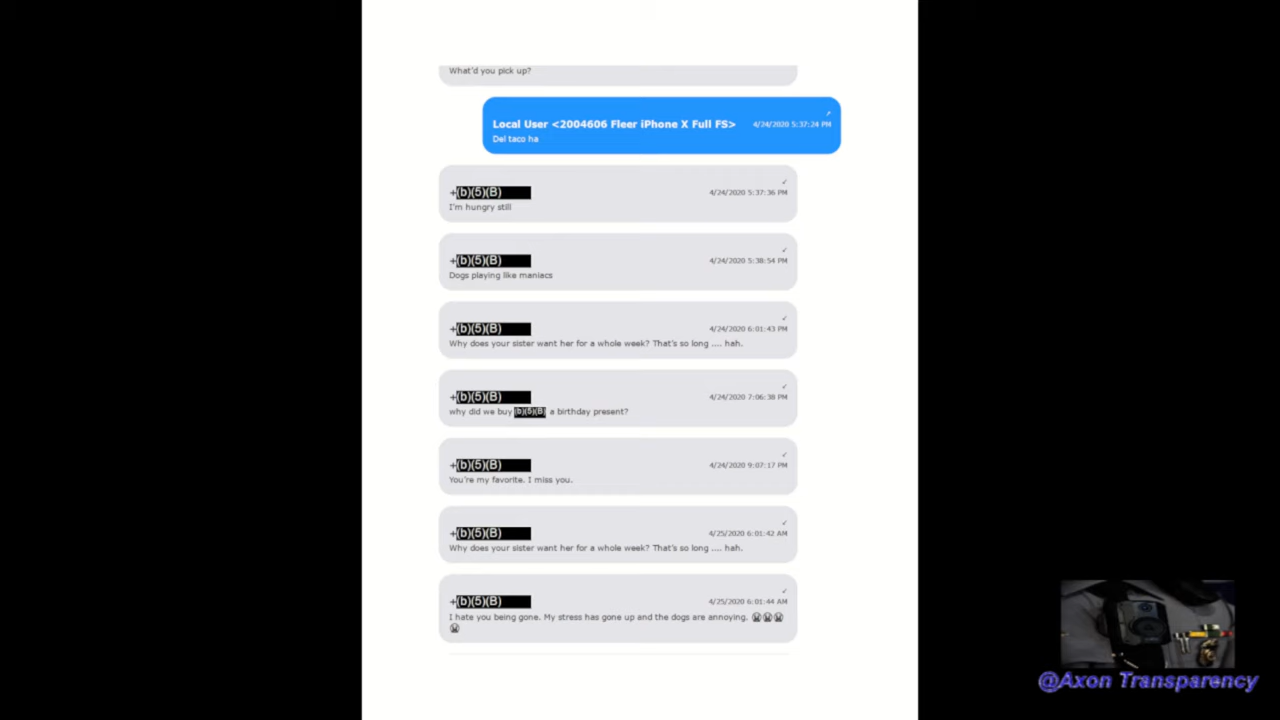 What'd you pick up?
Local User <2004606 Fleer iPhone X Full FS>
4/24/2020 5:37:24 PM
Del taco ha
+(b)(5)(B)
4/24/2020 5:37:36 PM
I'm hungry still
+(b)(5)(B)
4/24/2020 5:38:54 PM
Dogs playing like maniacs
+(b)(5)(B)
4/24/2020 6:01:43 PM
Why does your sister want her for a whole week? That's so long .... hah.
+(b)(5)(B)
4/24/2020 7:06:38 PM
why did we buy (b)(5)(B) a birthday present?
+(b)(5)(B)
4/24/2020 9:07:17 PM
You're my favorite. I miss you.
+(b)(5)(B)
4/25/2020 6:01:42 AM
Why does your sister want her for a whole week? That's so long .... hah.
+(b)(5)(B)
4/25/2020 6:01:44 AM
I hate you being gone. My stress has gone up and the dogs are annoying. 😫😫😫
😫
@Axon Transparency